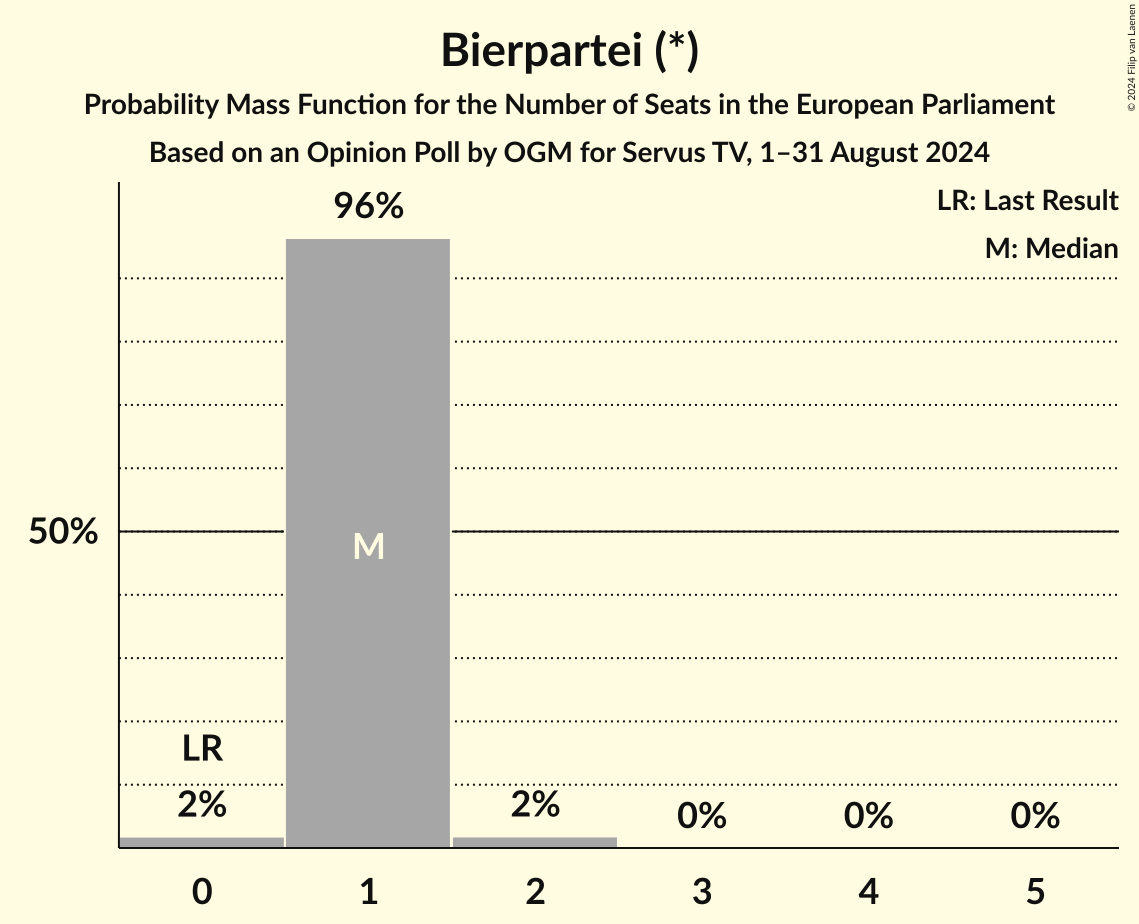 Bierpartei (*)
Probability Mass Function for the Number of Seats in the European Parliament
Based on an Opinion Poll by OGM for Servus TV, 1–31 August 2024
© 2024 Filip van Laenen
LR: Last Result
M: Median
96%
50%
M
LR
2%
2%
0%
0%
0%
0
1
2
3
4
5